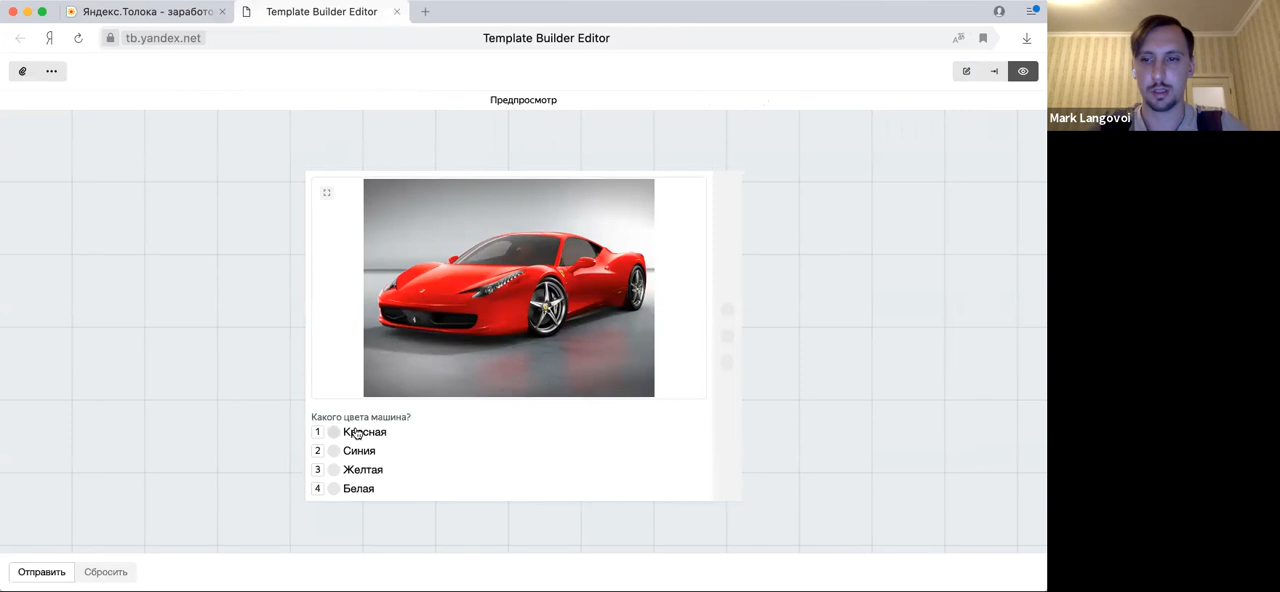 Яндекс.Толока - заработо
Template Builder Editor
tb.yandex.net
Template Builder Editor
Предпросмотр
Mark Langovoi
Какого цвета машина?
1 Красная
2 Синия
3 Желтая
4 Белая
Отправить
Сбросить